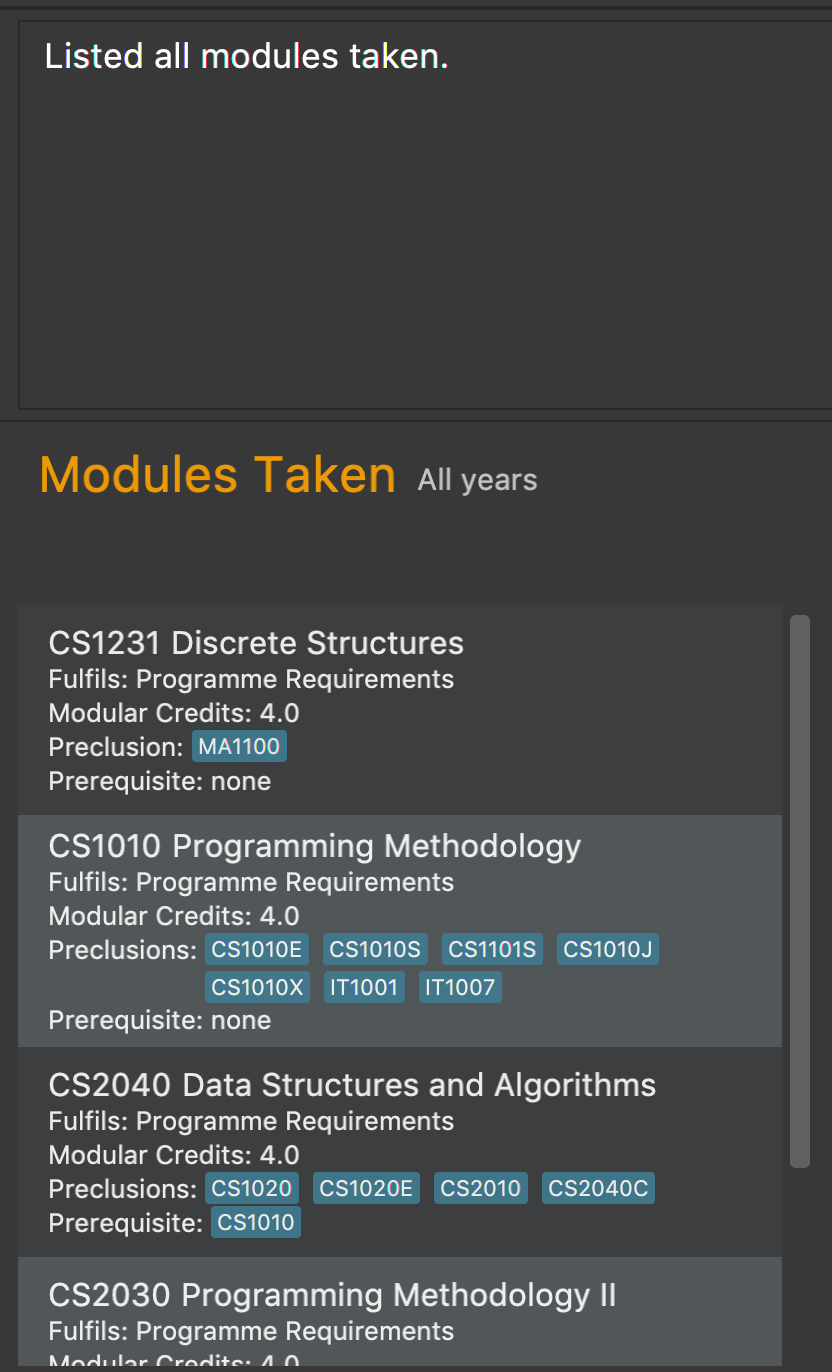 Listed all modules taken.
Modules Taken All years
CS1231 Discrete Structures
Fulfils: Programme Requirements
Modular Credits: 4.0
Preclusion: MA1100
Prerequisite: none
CS1010 Programming Methodology
Fulfils: Programme Requirements
Modular Credits: 4.0
Preclusions: CS1010E CS1010S CS1101S CS1010J
CS1010X IT1001 IT1007
Prerequisite: none
CS2040 Data Structures and Algorithms
Fulfils: Programme Requirements
Modular Credits: 4.0
Preclusions: CS1020 CS1020E CS2010 CS2040C
Prerequisite: CS1010
CS2030 Programming Methodology II
Fulfils: Programme Requirements
Modular Credits: 4.0